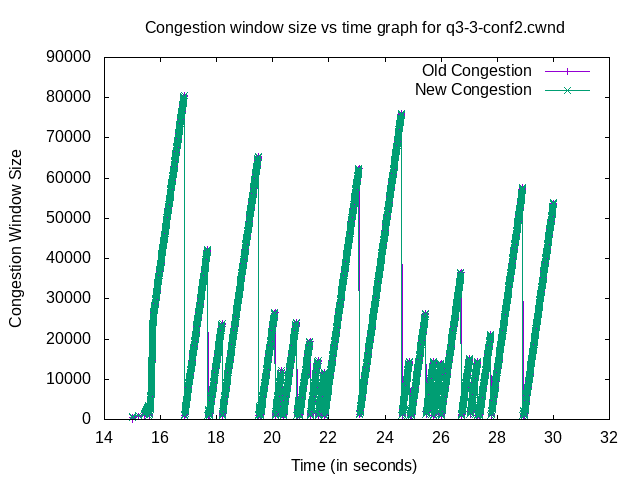 Congestion window size vs time graph for q3-3-conf2.cwnd
90000
80000
70000
60000
50000
40000
30000
20000
10000
0
Congestion Window Size
Old Congestion
New Congestion
14 16 18 20 22 24 26 28 30 32
Time (in seconds)